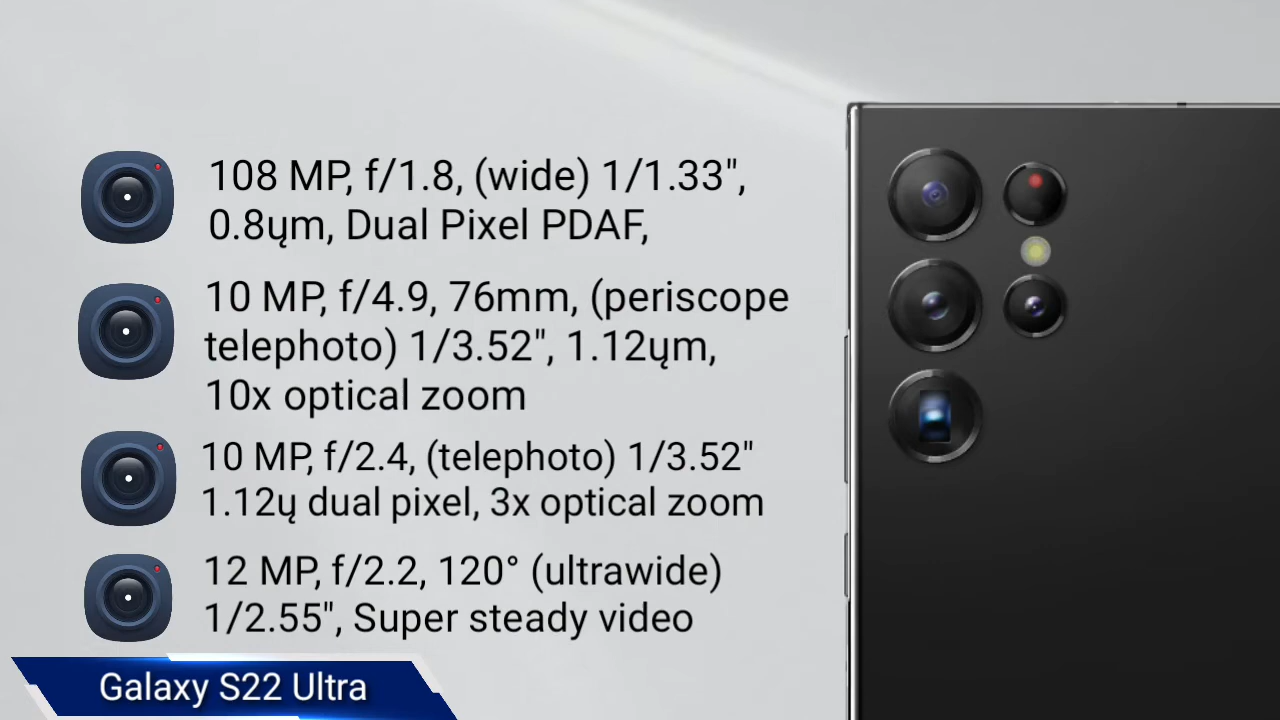 108 MP, f/1.8, (wide) 1/1.33",
0.8ųm, Dual Pixel PDAF,
10 MP, f/4.9, 76mm, (periscope
telephoto) 1/3.52", 1.12ųm,
10x optical zoom
10 MP, f/2.4, (telephoto) 1/3.52"
1.12ų dual pixel, 3x optical zoom
12 MP, f/2.2, 120° (ultrawide)
1/2.55", Super steady video
Galaxy S22 Ultra